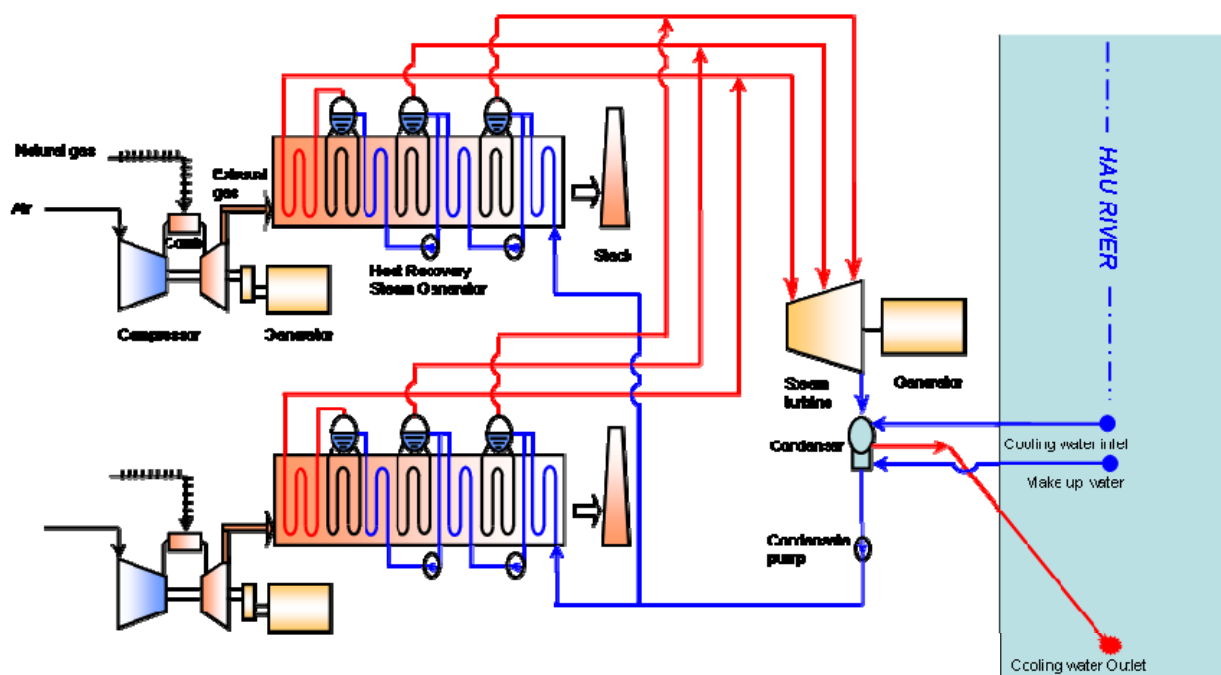 Natural gas
Air
Exhaust
gas
Comb
Compressor
Generator
Heat Recovery
Steam Generator
Stack
Steam
turbine
Generator
Condenser
Condensate
pump
HAU RIVER
Cooling water inlet
Make up water
Cooling water Outlet